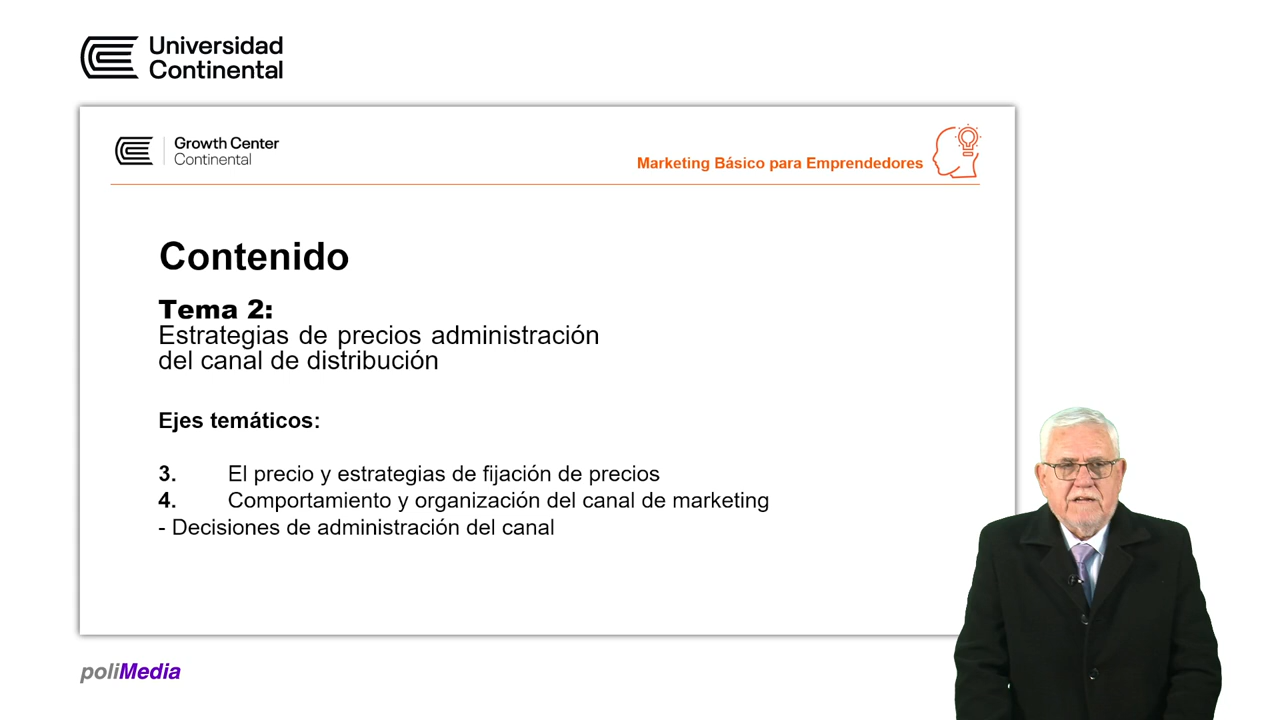 Universidad
Continental
Growth Center
Continental
Marketing Básico para Emprendedores
Contenido
Tema 2:
Estrategias de precios administración
del canal de distribución
Ejes temáticos:
3. El precio y estrategias de fijación de precios
4. Comportamiento y organización del canal de marketing
- Decisiones de administración del canal
poliMedia